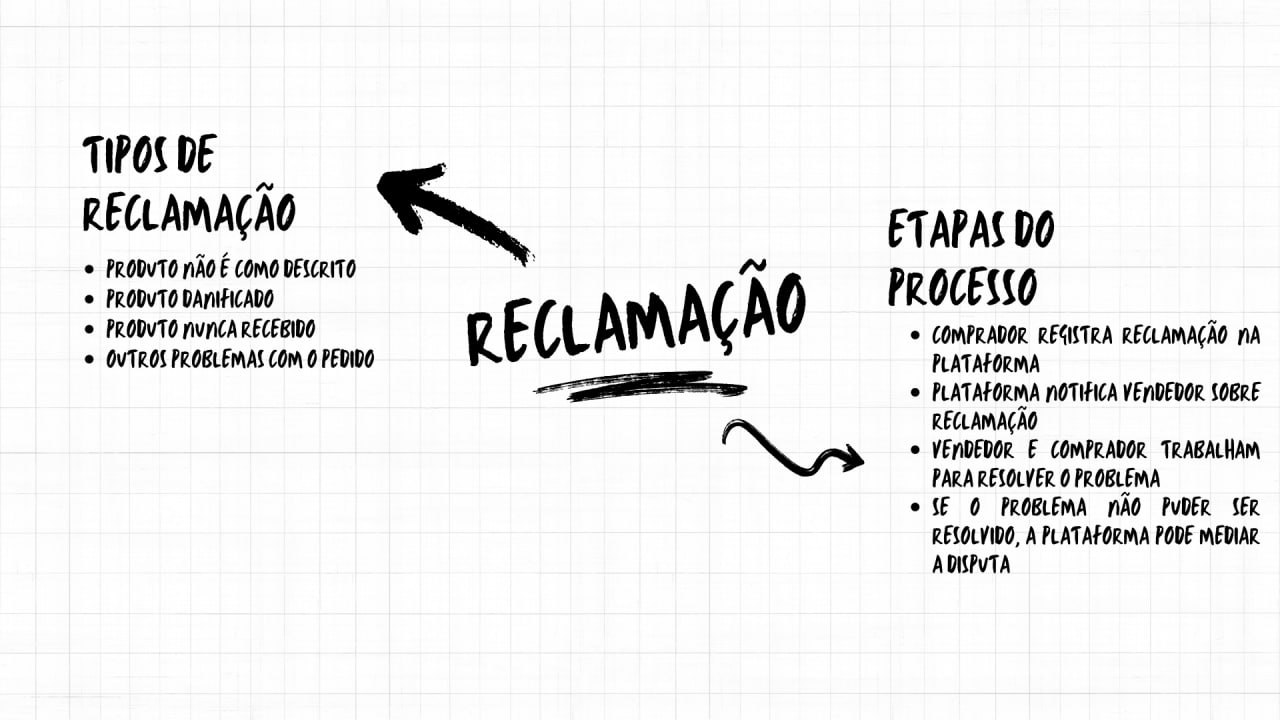 TIPOS DE
RECLAMAÇÃO
• PRODUTO NÃO É COMO DESCRITO
• PRODUTO DANIFICADO
• PRODUTO NUNCA RECEBIDO
• OUTROS PROBLEMAS COM O PEDIDO
RECLAMAÇÃO
ETAPAS DO
PROCESSO
• COMPRADOR REGISTRA RECLAMAÇÃO NA
PLATAFORMA
• PLATAFORMA NOTIFICA VENDEDOR SOBRE
RECLAMAÇÃO
• VENDEDOR E COMPRADOR TRABALHAM
PARA RESOLVER O PROBLEMA
• SE O PROBLEMA NÃO PUDER SER
RESOLVIDO, A PLATAFORMA PODE MEDIAR
A DISPUTA